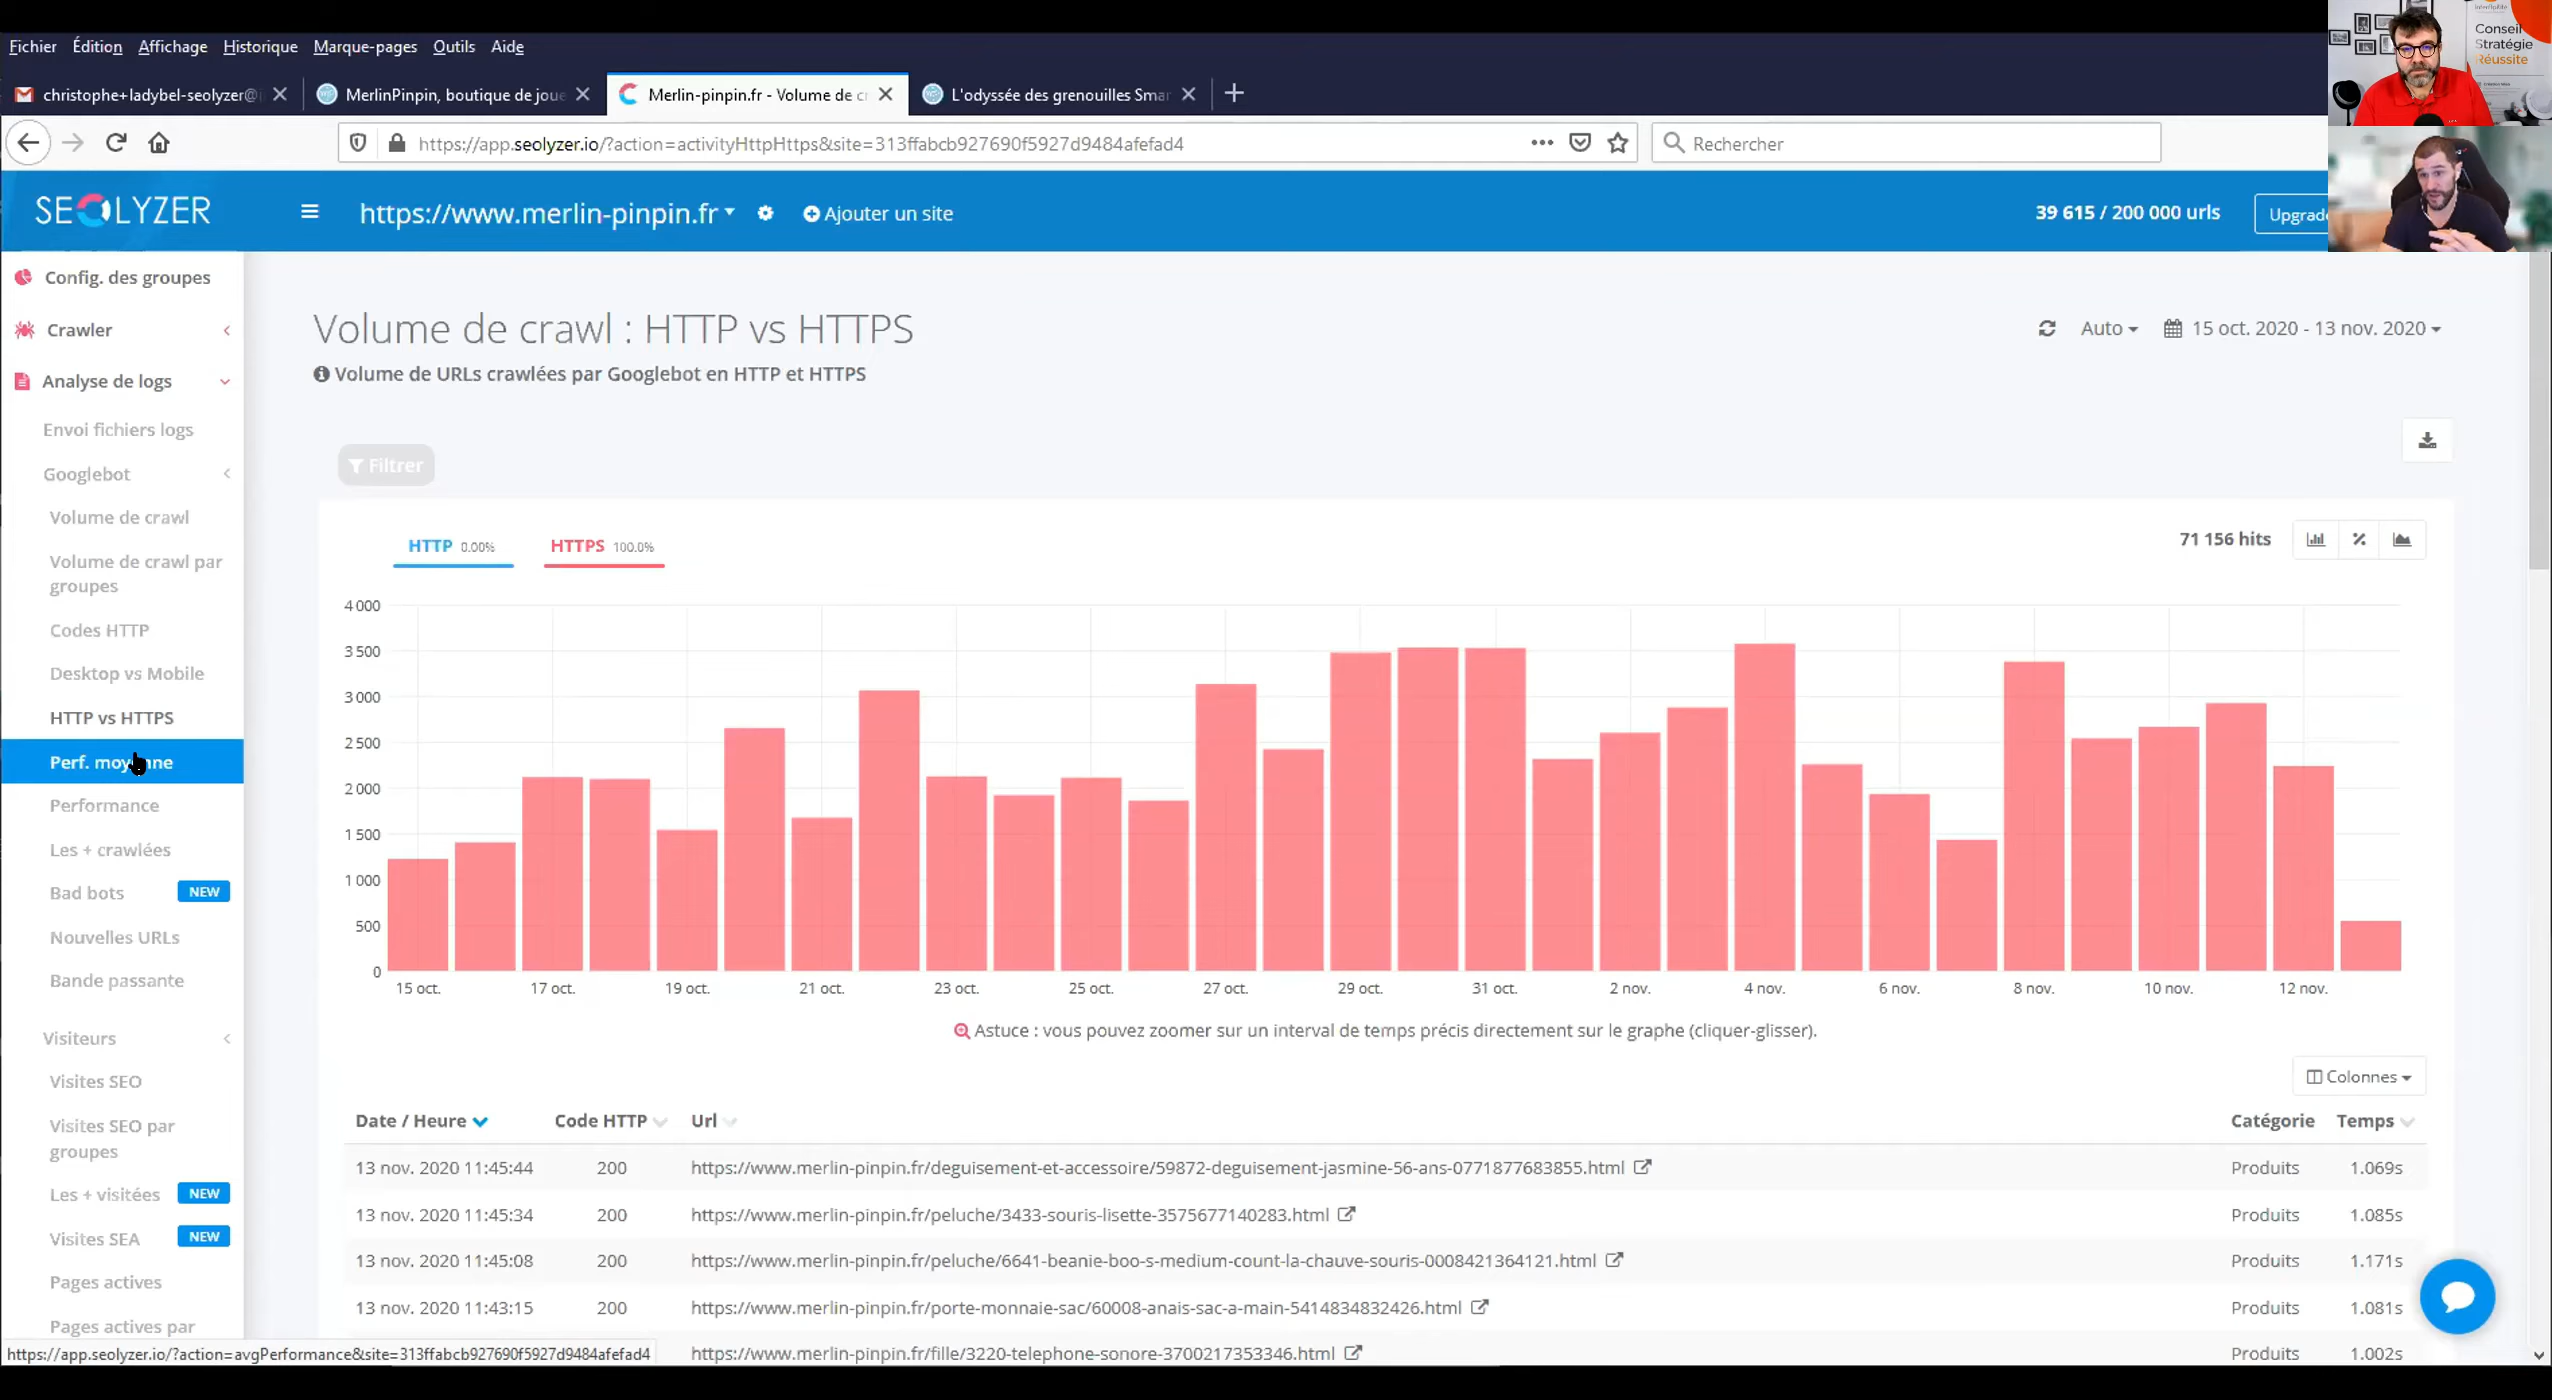 Fichier Édition Affichage Historique Marque-pages Outils Aide
christophe+ladybel-seolyzer@
MerlinPinpin, boutique de joue
Merlin-pinpin.fr - Volume de cr
L'odyssée des grenouilles Smar
https://app.seolyzer.io/?action=activityHttpHttps&site=313ffabcb927690f5927d9484afefad4
Rechercher
Conseil
Stratégie
Réussite
SEOLYZER
https://www.merlin-pinpin.fr
Ajouter un site
39 615 / 200 000 urls
Upgrade
Config. des groupes
Crawler
Analyse de logs
Envoi fichiers logs
Googlebot
Volume de crawl
Volume de crawl par
groupes
Codes HTTP
Desktop vs Mobile
HTTP vs HTTPS
Perf. moyenne
Performance
Les + crawlées
Bad bots NEW
Nouvelles URLs
Bande passante
Visiteurs
Visites SEO
Visites SEO par
groupes
Les + visitées NEW
Visites SEA NEW
Pages actives
Pages actives par
https://app.seolyzer.io/?action=avgPerformance&site=313ffabcb927690f5927d9484afefad4
Volume de crawl : HTTP vs HTTPS
Auto 15 oct. 2020 - 13 nov. 2020
Volume de URLs crawlées par Googlebot en HTTP et HTTPS
Filtrer
HTTP 0.00% HTTPS 100.0%
71 156 hits
4 000
3 500
3 000
2 500
2 000
1 500
1 000
500
0
15 oct. 17 oct. 19 oct. 21 oct. 23 oct. 25 oct. 27 oct. 29 oct. 31 oct. 2 nov. 4 nov. 6 nov. 8 nov. 10 nov. 12 nov.
Astuce : vous pouvez zoomer sur un interval de temps précis directement sur le graphe (cliquer-glisser).
Colonnes
Date / Heure Code HTTP Url Catégorie Temps
13 nov. 2020 11:45:44 200 https://www.merlin-pinpin.fr/deguisement-et-accessoire/59872-deguisement-jasmine-56-ans-0771877683855.html Produits 1.069s
13 nov. 2020 11:45:34 200 https://www.merlin-pinpin.fr/peluche/3433-souris-lisette-3575677140283.html Produits 1.085s
13 nov. 2020 11:45:08 200 https://www.merlin-pinpin.fr/peluche/6641-beanie-boo-s-medium-count-la-chauve-souris-0008421364121.html Produits 1.171s
13 nov. 2020 11:43:15 200 https://www.merlin-pinpin.fr/porte-monnaie-sac/60008-anais-sac-a-main-5414834832426.html Produits 1.081s
https://www.merlin-pinpin.fr/fille/3220-telephone-sonore-3700217353346.html Produits 1.002s